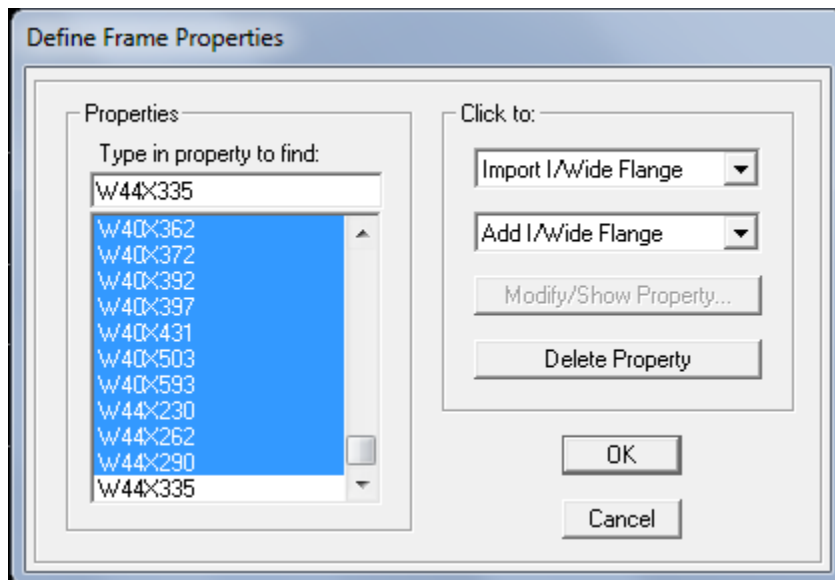 Define Frame Properties
Properties
Type in property to find:
W44X335
W40X362
W40X372
W40X392
W40X397
W40X431
W40X503
W40X593
W44X230
W44X262
W44X290
W44X335
Click to:
Import I/Wide Flange
Add I/Wide Flange
Modify/Show Property...
Delete Property
OK
Cancel